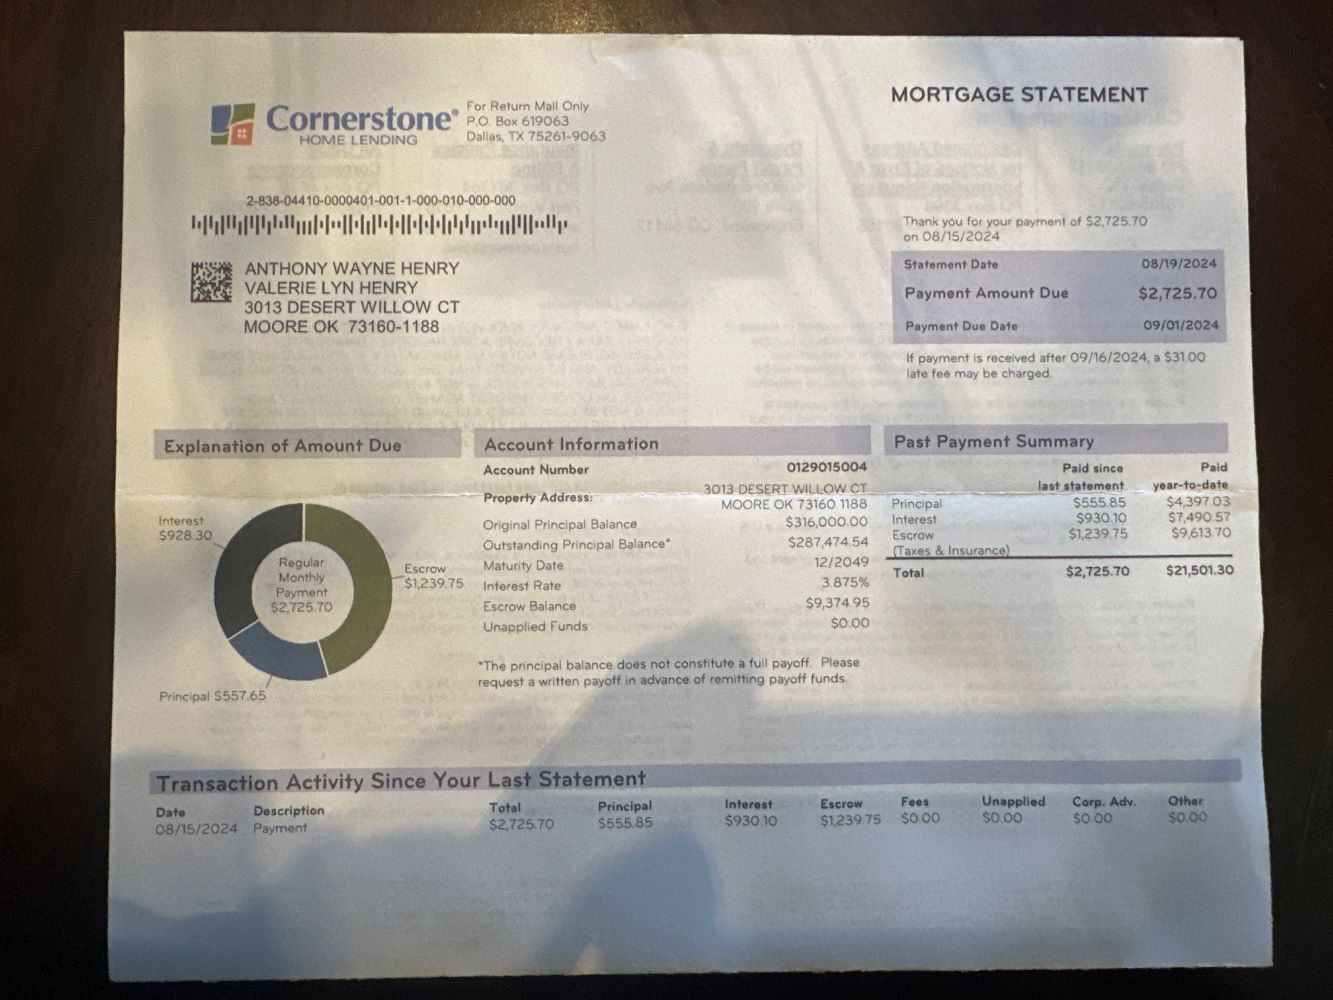 Cornerstone®
HOME LENDING
For Return Mail Only
P.O. Box 619063
Dallas, TX 75261-9063
MORTGAGE STATEMENT
2-838-04410-0000401-001-1-000-010-000-000
ANTHONY WAYNE HENRY
VALERIE LYN HENRY
3013 DESERT WILLOW CT
MOORE OK 73160-1188
Thank you for your payment of $2,725.70
on 08/15/2024
Statement Date 08/19/2024
Payment Amount Due $2,725.70
Payment Due Date 09/01/2024
If payment is received after 09/16/2024, a $31.00
late fee may be charged.
Explanation of Amount Due
Interest
$928.30
Regular
Monthly
Payment
$2,725.70
Escrow
$1,239.75
Principal $557.65
Account Information
Account Number 0129015004
Property Address: 3013 DESERT WILLOW CT
MOORE OK 73160 1188
Original Principal Balance $316,000.00
Outstanding Principal Balance* $287,474.54
Maturity Date 12/2049
Interest Rate 3.875%
Escrow Balance $9,374.95
Unapplied Funds $0.00
*The principal balance does not constitute a full payoff. Please
request a written payoff in advance of remitting payoff funds.
Past Payment Summary
Paid since Paid
last statement year-to-date
Principal $555.85 $4,397.03
Interest $930.10 $7,490.57
Escrow $1,239.75 $9,613.70
(Taxes & Insurance)
Total $2,725.70 $21,501.30
Transaction Activity Since Your Last Statement
Date Description Total Principal Interest Escrow Fees Unapplied Corp. Adv. Other
08/15/2024 Payment $2,725.70 $555.85 $930.10 $1,239.75 $0.00 $0.00 $0.00 $0.00